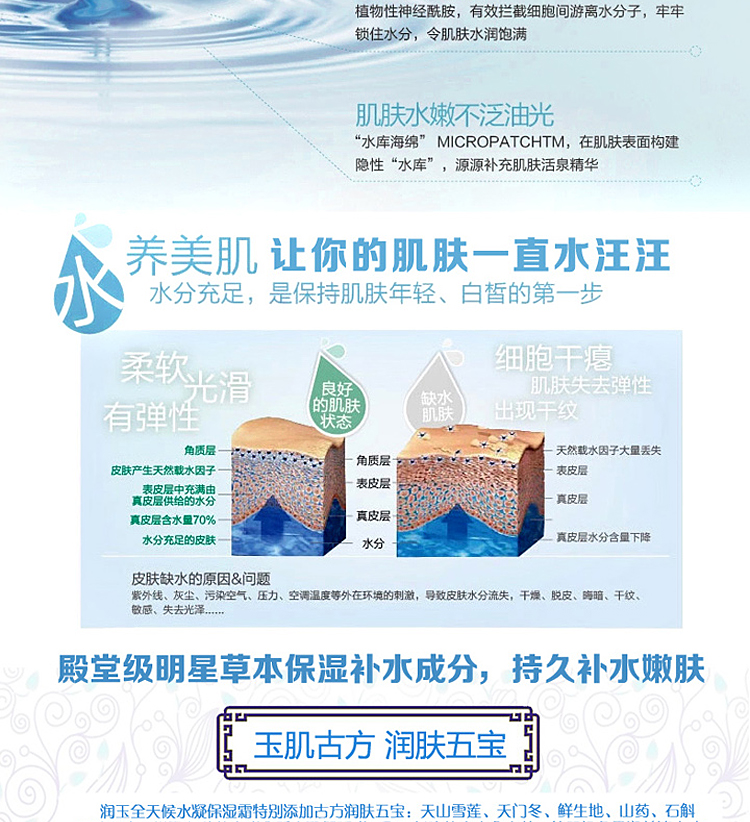 植物性神经酰胺，有效拦截细胞间游离水分子，牢牢
锁住水分，令肌肤水润饱满
肌肤水嫩不泛油光
“水库海绵” MICROPATCHTM，在肌肤表面构建
隐性“水库”，源源补充肌肤活泉精华
水
养美肌 让你的肌肤一直水汪汪
水分充足，是保持肌肤年轻、白皙的第一步
柔软
光滑
有弹性
良好
的肌肤
状态
缺水
肌肤
细胞干瘪
肌肤失去弹性
出现干纹
角质层
皮肤产生天然载水因子
表皮层中充满由
真皮层供给的水分
真皮层含水量70%
水分充足的皮肤
角质层
表皮层
真皮层
水分
天然载水因子大量丢失
表皮层
真皮层
真皮层水分含量下降
皮肤缺水的原因&问题
紫外线、灰尘、污染空气、压力、空调温度等外在环境的刺激，导致皮肤水分流失，干燥、脱皮、晦暗、干纹、
敏感、失去光泽……
殿堂级明星草本保湿补水成分，持久补水嫩肤
玉肌古方 润肤五宝
润玉全天候水凝保湿霜特别添加古方润肤五宝：天山雪莲、天门冬、鲜生地、山药、石斛